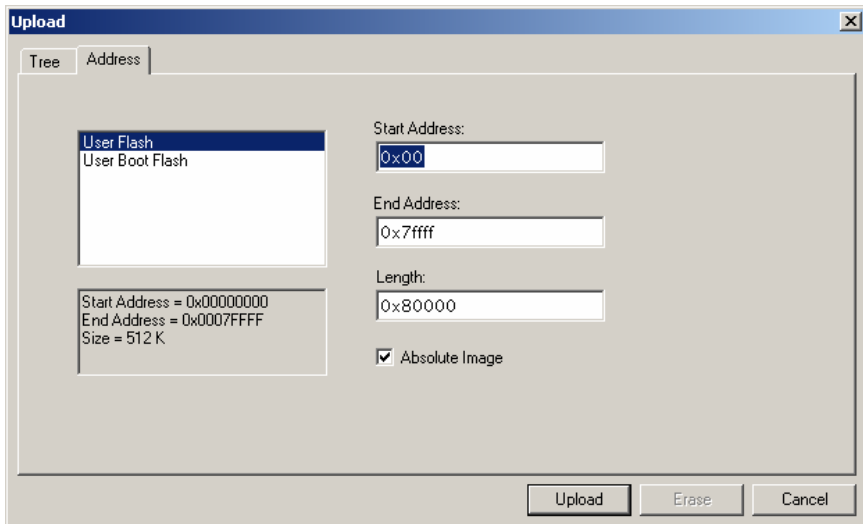 Upload
Tree
Address
User Flash
User Boot Flash
Start Address = 0x00000000
End Address = 0x0007FFFF
Size = 512 K
Start Address:
0x00
End Address:
0x7ffff
Length:
0x80000
Absolute Image
Upload
Erase
Cancel